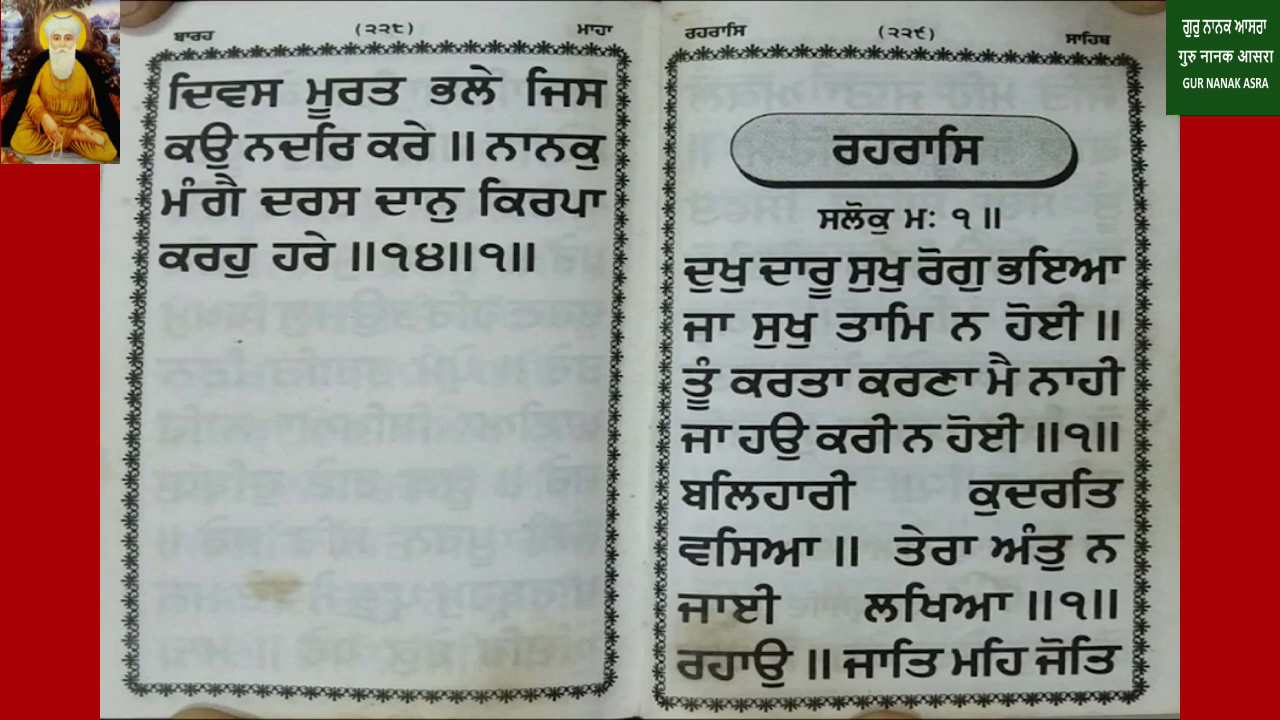 ਬਾਰਹ (੨੨੮) ਮਾਹਾ
ਦਿਵਸ ਮੂਰਤ ਭਲੇ ਜਿਸ
ਕਉ ਨਦਰਿ ਕਰੇ ॥ ਨਾਨਕੁ
ਮੰਗੈ ਦਰਸ ਦਾਨੁ ਕਿਰਪਾ
ਕਰਹੁ ਹਰੇ ॥੧੪॥੧॥
ਰਹਰਾਸਿ (੨੨੯) ਸਾਹਿਬ
ਰਹਰਾਸਿ
ਸਲੋਕੁ ਮਃ ੧ ॥
ਦੁਖੁ ਦਾਰੂ ਸੁਖੁ ਰੋਗੁ ਭਇਆ
ਜਾ ਸੁਖੁ ਤਾਮਿ ਨ ਹੋਈ ॥
ਤੂੰ ਕਰਤਾ ਕਰਣਾ ਮੈ ਨਾਹੀ
ਜਾ ਹਉ ਕਰੀ ਨ ਹੋਈ ॥੧॥
ਬਲਿਹਾਰੀ ਕੁਦਰਤਿ
ਵਸਿਆ ॥ ਤੇਰਾ ਅੰਤੁ ਨ
ਜਾਈ ਲਖਿਆ ॥੧॥
ਰਹਾਉ ॥ ਜਾਤਿ ਮਹਿ ਜੋਤਿ
ਗੁਰੂ ਨਾਨਕ ਆਸਰਾ
गुरु नानक आसरा
GUR NANAK ASRA